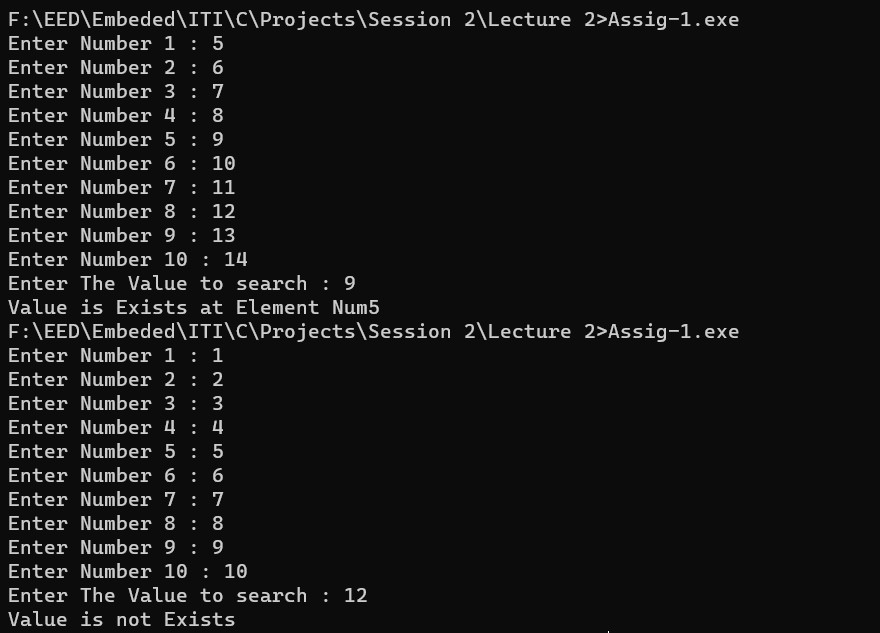 F:\EED\Embeded\ITI\C\Projects\Session 2\Lecture 2>Assig-1.exe
Enter Number 1 : 5
Enter Number 2 : 6
Enter Number 3 : 7
Enter Number 4 : 8
Enter Number 5 : 9
Enter Number 6 : 10
Enter Number 7 : 11
Enter Number 8 : 12
Enter Number 9 : 13
Enter Number 10 : 14
Enter The Value to search : 9
Value is Exists at Element Num5
F:\EED\Embeded\ITI\C\Projects\Session 2\Lecture 2>Assig-1.exe
Enter Number 1 : 1
Enter Number 2 : 2
Enter Number 3 : 3
Enter Number 4 : 4
Enter Number 5 : 5
Enter Number 6 : 6
Enter Number 7 : 7
Enter Number 8 : 8
Enter Number 9 : 9
Enter Number 10 : 10
Enter The Value to search : 12
Value is not Exists